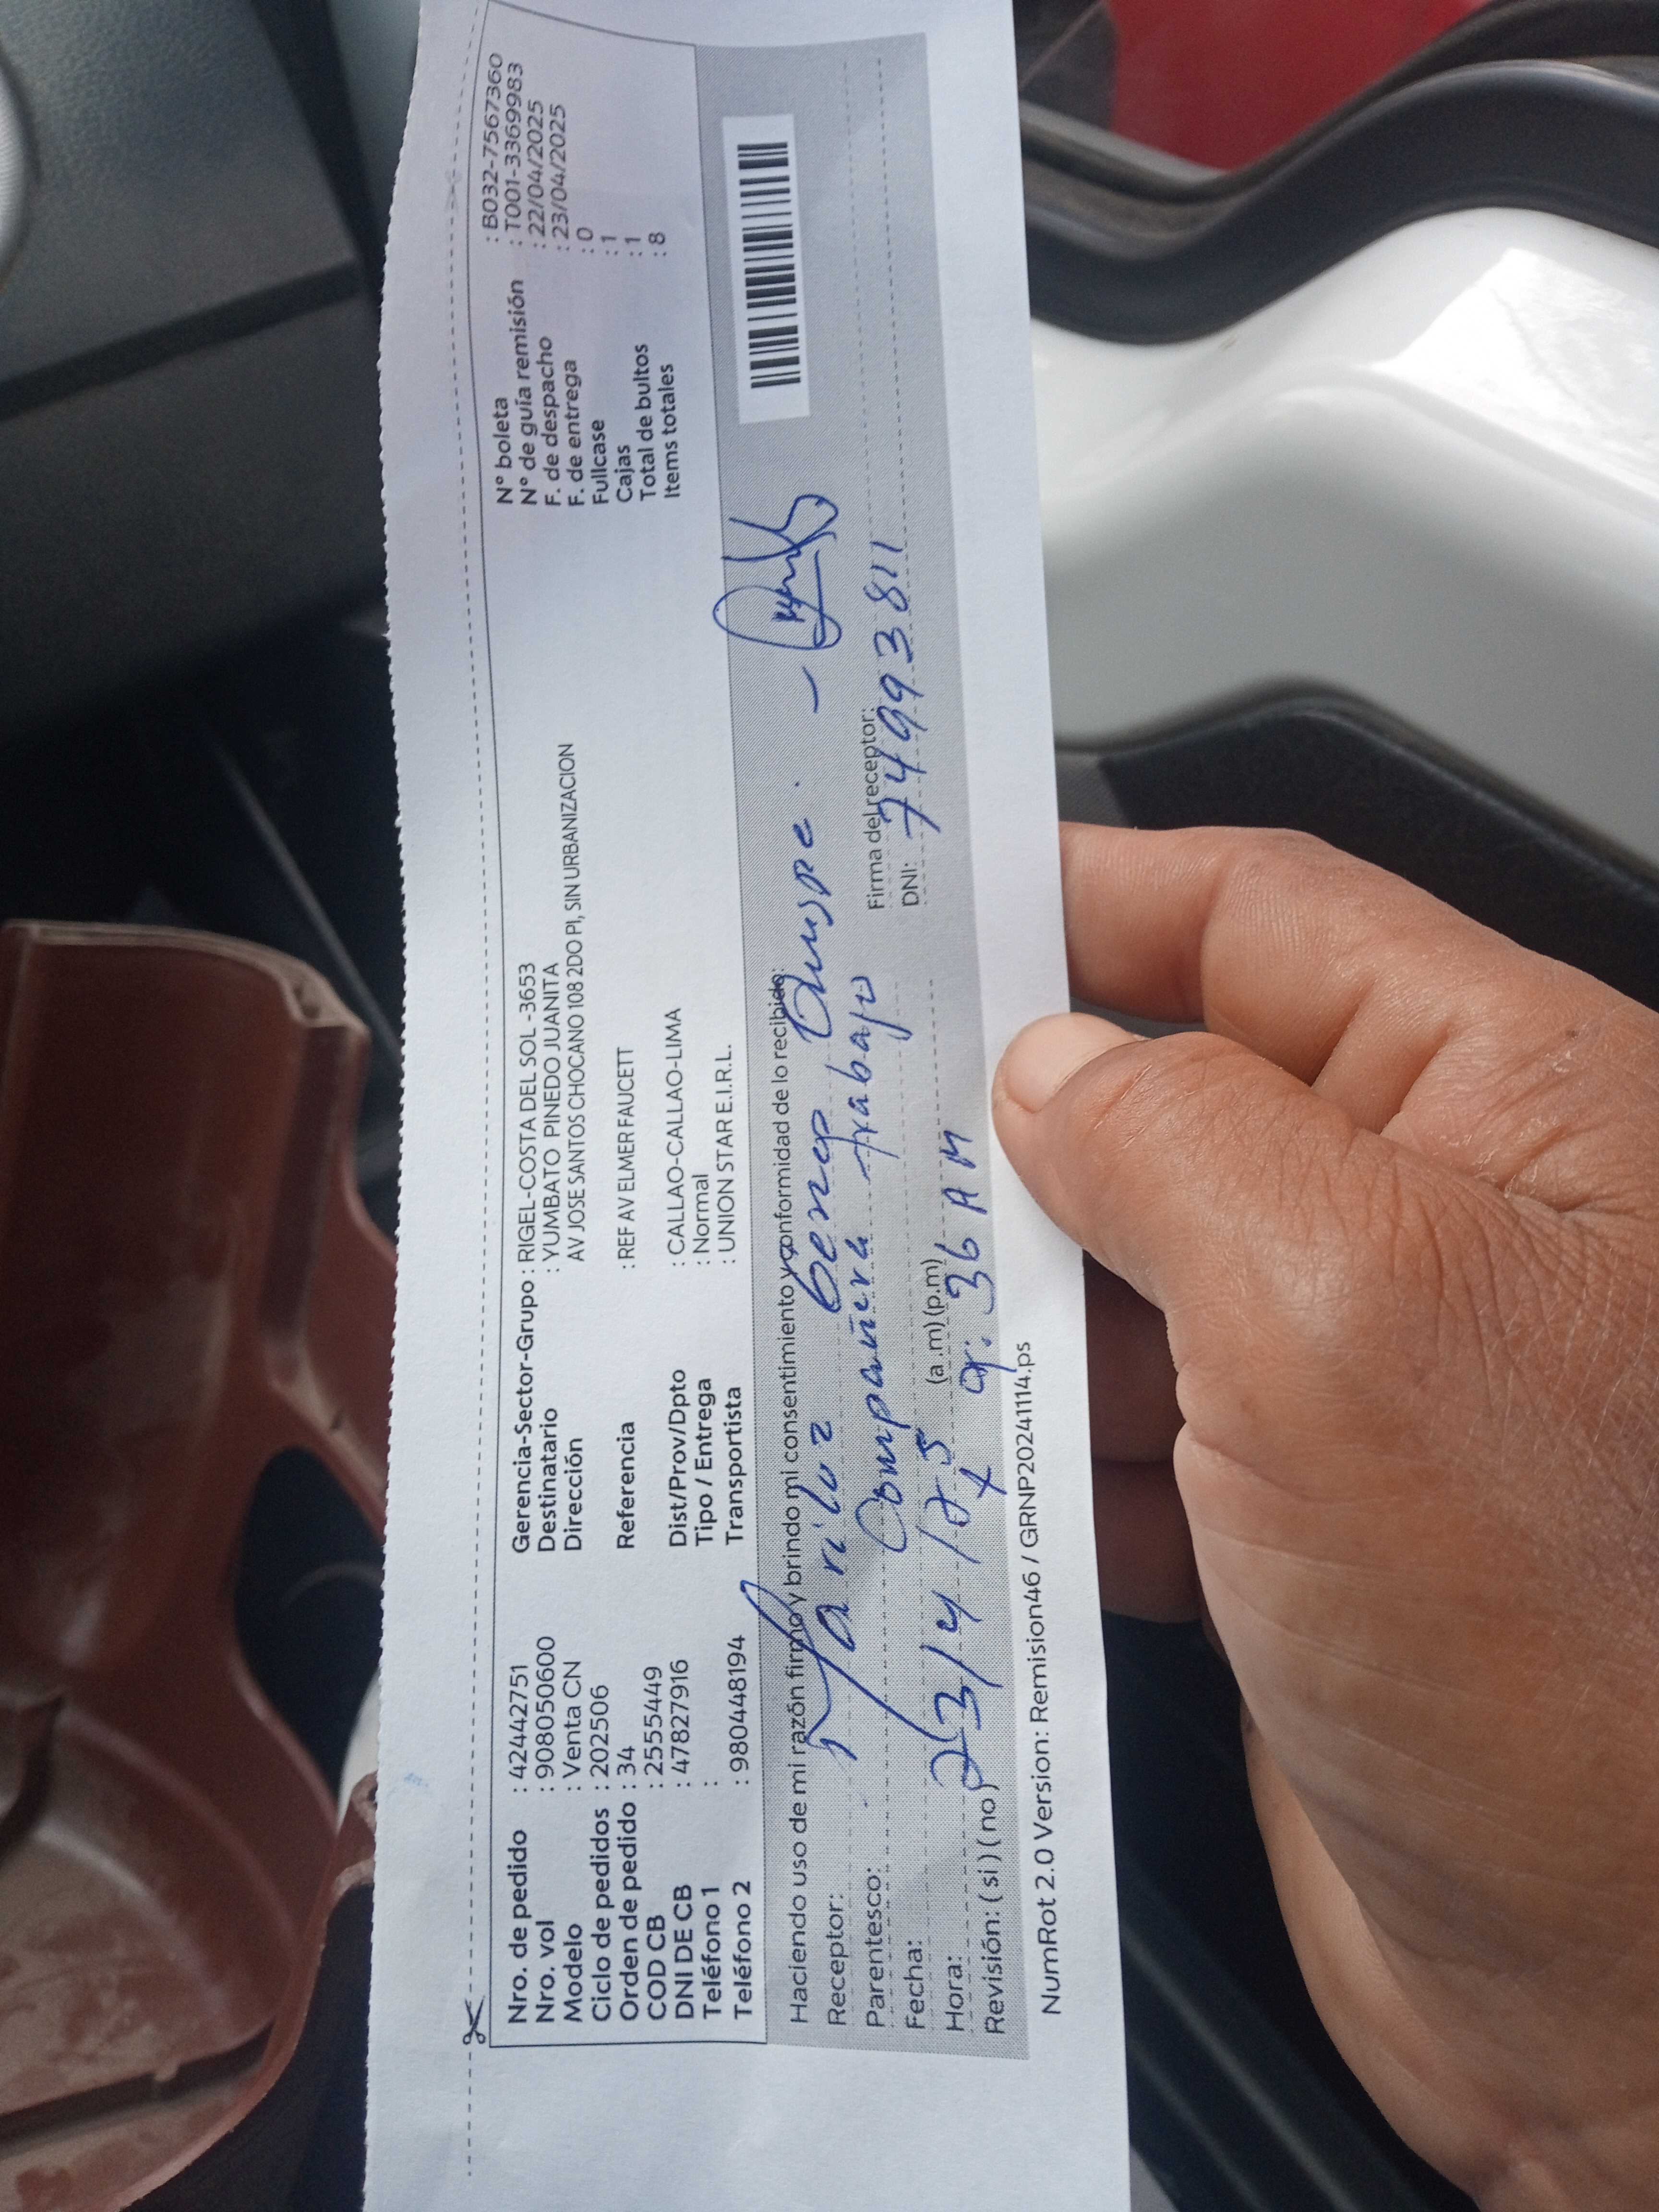 Nro. de pedido : 42442751
Nro. vol : 9080506000
Modelo : Venta CN
Ciclo de pedidos : 202506
Orden de pedido : 34
COD CB : 2555449
DNI DE CB : 47827916
Teléfono 1 :
Teléfono 2 : 980448194
Gerencia-Sector-Grupo : RIGEL-COSTA DEL SOL -3653
Destinatario : YUMBATO PINEDO JUANITA
Dirección AV JOSE SANTOS CHOCANO 108 2DO PI, SIN URBANIZACION
Referencia : REF AV ELMER FAUCETT
Dist/Prov/Dpto : CALLAO-CALLAO-LIMA
Tipo / Entrega : Normal
Transportista : UNION STAR E.I.R.L.
N° boleta : B032-7567360
N° de guía remisión : T001-33699983
F. de despacho : 22/04/2025
F. de entrega : 23/04/2025
Fullcase : 0
Cajas : 1
Total de bultos : 1
Items totales : 8
Haciendo uso de mi razón firmo y brindo mi consentimiento y conformidad de lo recibido:
Receptor: Mariluz
Parentesco: Compañera trabajo
Firma del receptor:
Fecha: 23/4/25
(a .m) (p.m)
DNI: 74993811
Hora: 9:36 AM
Revisión: ( si ) ( no )
NumRot 2.0 Version: Remision46 / GRNP20241114.ps